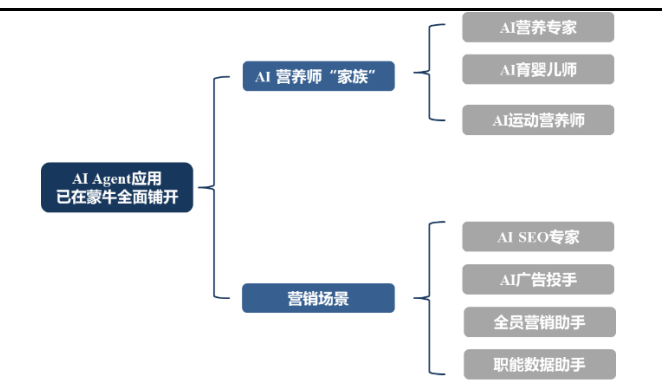 AI Agent应用
已在蒙牛全面铺开
AI 营养师“家族”
AI营养专家
AI育婴儿师
AI运动营养师
营销场景
AI SEO专家
AI广告投手
全员营销助手
职能数据助手